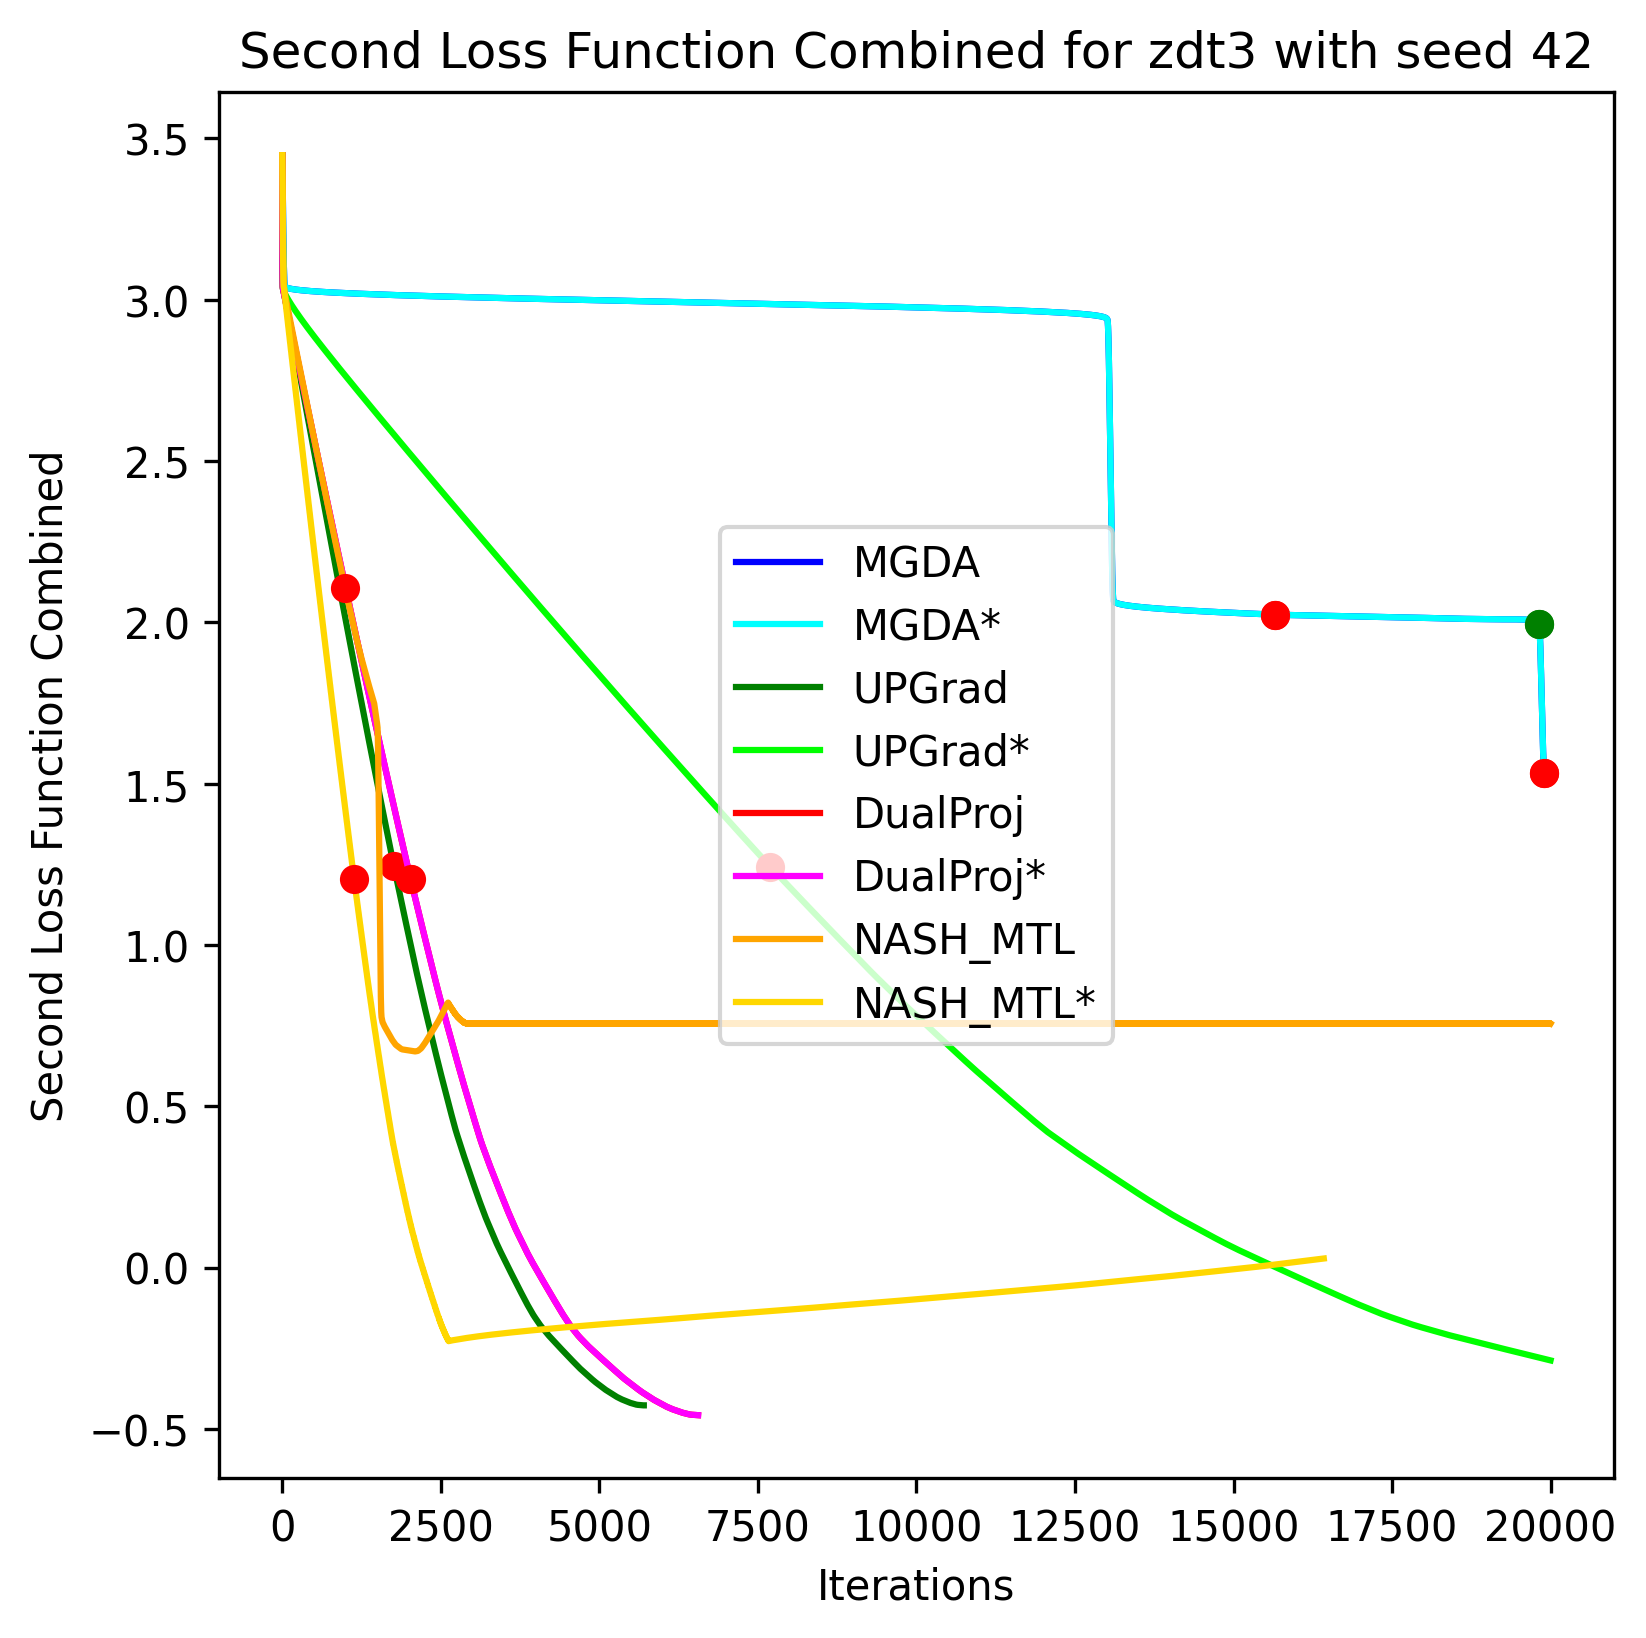 Second Loss Function Combined for zdt3 with seed 42
Second Loss Function Combined
3.5
3.0
2.5
2.0
1.5
1.0
0.5
0.0
−0.5
MGDA
MGDA*
UPGrad
UPGrad*
DualProj
DualProj*
NASH_MTL
NASH_MTL*
0 2500 5000 7500 10000 12500 15000 17500 20000
Iterations